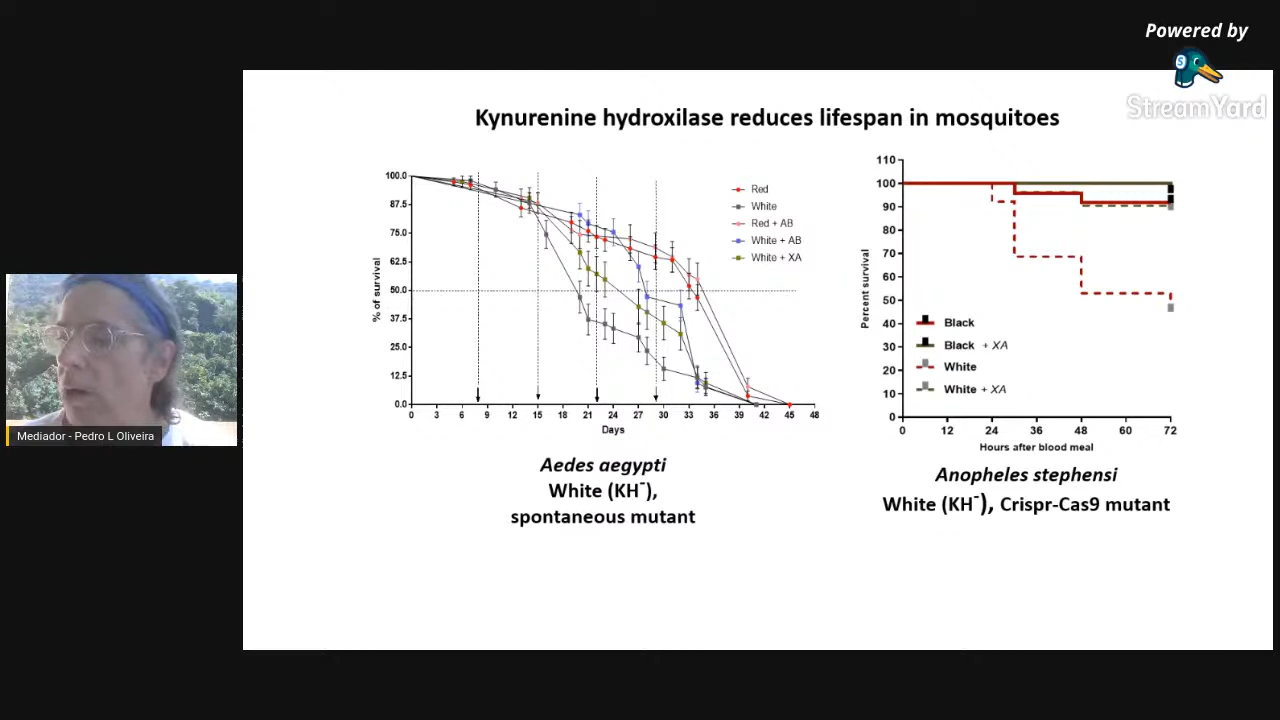 Powered by
S
StreamYard
Kynurenine hydroxilase reduces lifespan in mosquitoes
% of survival
100.0
87.5
75.0
62.5
50.0
37.5
25.0
12.5
0.0
0 3 6 9 12 15 18 21 24 27 30 33 36 39 42 45 48
Days
Red
White
Red + AB
White + AB
White + XA
Aedes aegypti
White (KH⁻),
spontaneous mutant
Percent survival
110
100
90
80
70
60
50
40
30
20
10
0
0 12 24 36 48 60 72
Hours after blood meal
Black
Black + XA
White
White + XA
Anopheles stephensi
White (KH⁻), Crispr-Cas9 mutant
Mediador - Pedro L Oliveira